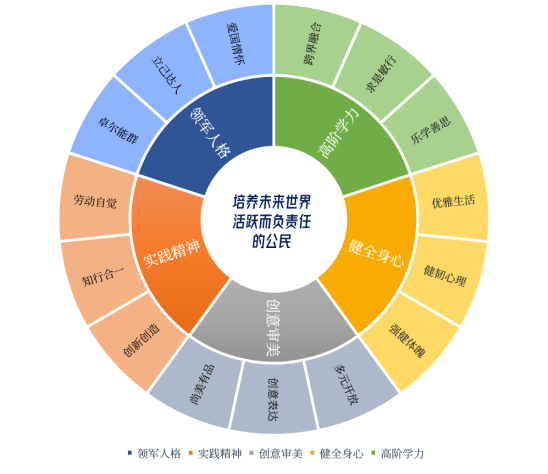 培养未来世界
活跃而负责任
的公民
高阶学力
跨界融合
求是敏行
乐学善思
健全身心
优雅生活
健韧心理
强健体魄
创意审美
多元开放
创意表达
尚美有品
实践精神
创新创造
知行合一
劳动自觉
领军人格
卓尔能群
立己达人
爱国情怀
领军人格 实践精神 创意审美 健全身心 高阶学力